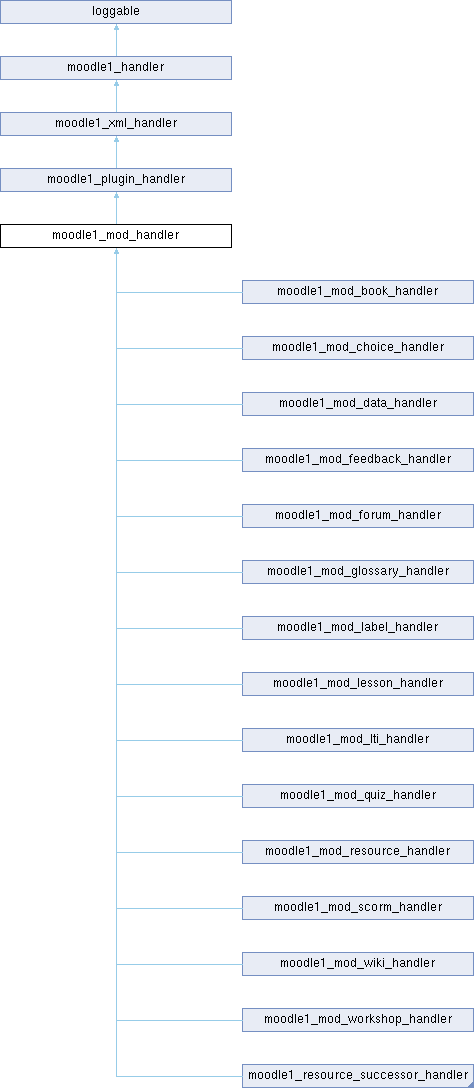 loggable
moodle1_handler
moodle1_xml_handler
moodle1_plugin_handler
moodle1_mod_handler
moodle1_mod_book_handler
moodle1_mod_choice_handler
moodle1_mod_data_handler
moodle1_mod_feedback_handler
moodle1_mod_forum_handler
moodle1_mod_glossary_handler
moodle1_mod_label_handler
moodle1_mod_lesson_handler
moodle1_mod_lti_handler
moodle1_mod_quiz_handler
moodle1_mod_resource_handler
moodle1_mod_scorm_handler
moodle1_mod_wiki_handler
moodle1_mod_workshop_handler
moodle1_resource_successor_handler